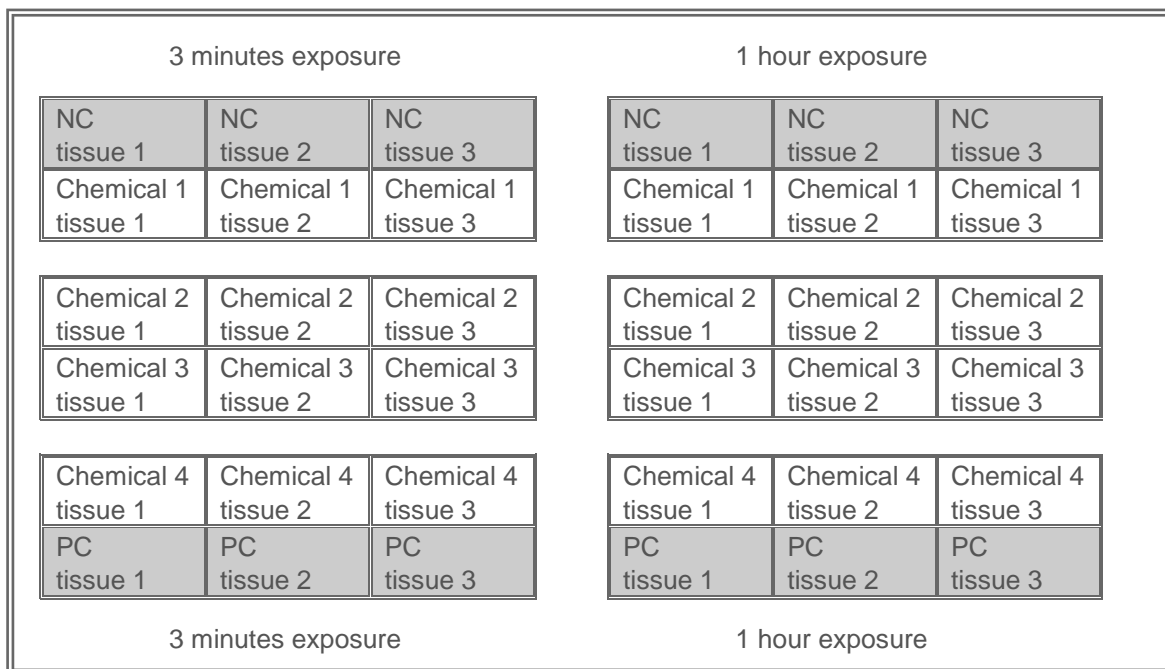 3 minutes exposure 1 hour exposure
NC NC NC NC NC NC
tissue 1 tissue 2 tissue 3 tissue 1 tissue 2 tissue 3
Chemical 1 Chemical 1 Chemical 1 Chemical 1 Chemical 1 Chemical 1
tissue 1 tissue 2 tissue 3 tissue 1 tissue 2 tissue 3
Chemical 2 Chemical 2 Chemical 2 Chemical 2 Chemical 2 Chemical 2
tissue 1 tissue 2 tissue 3 tissue 1 tissue 2 tissue 3
Chemical 3 Chemical 3 Chemical 3 Chemical 3 Chemical 3 Chemical 3
tissue 1 tissue 2 tissue 3 tissue 1 tissue 2 tissue 3
Chemical 4 Chemical 4 Chemical 4 Chemical 4 Chemical 4 Chemical 4
tissue 1 tissue 2 tissue 3 tissue 1 tissue 2 tissue 3
PC PC PC PC PC PC
tissue 1 tissue 2 tissue 3 tissue 1 tissue 2 tissue 3
3 minutes exposure 1 hour exposure